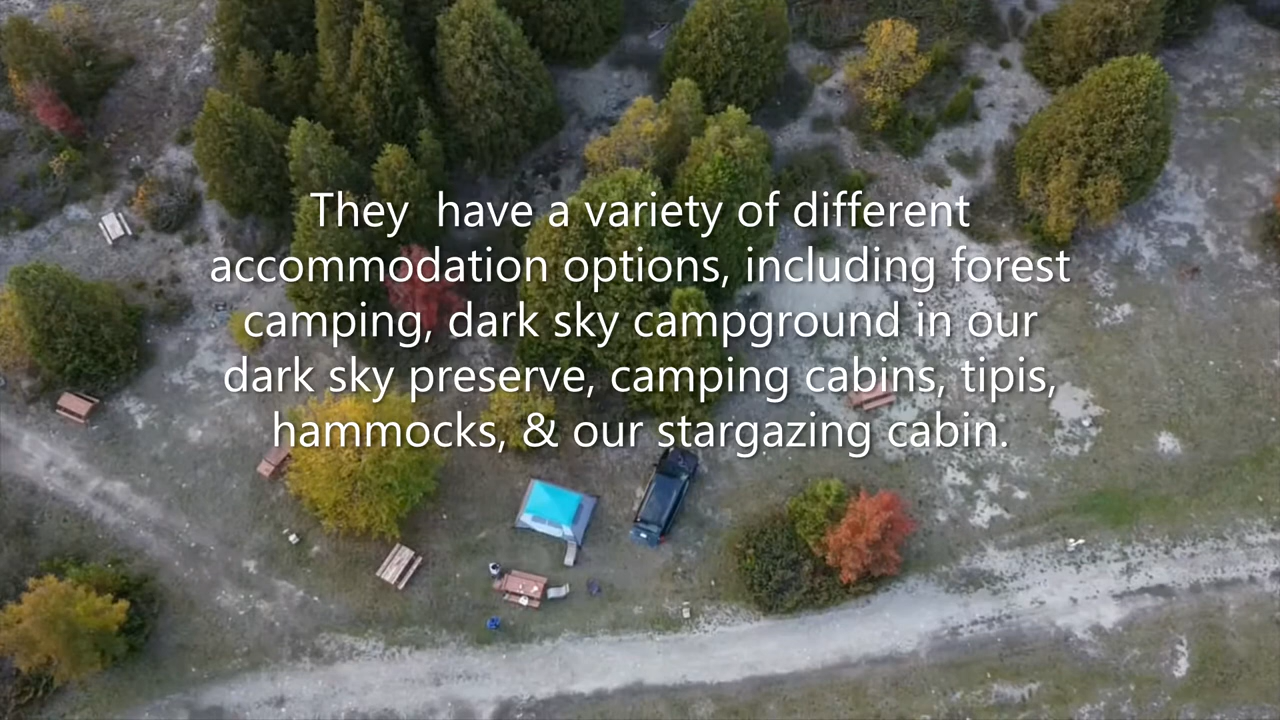 They  have a variety of different
accommodation options, including forest
camping, dark sky campground in our
dark sky preserve, camping cabins, tipis,
hammocks, & our stargazing cabin.